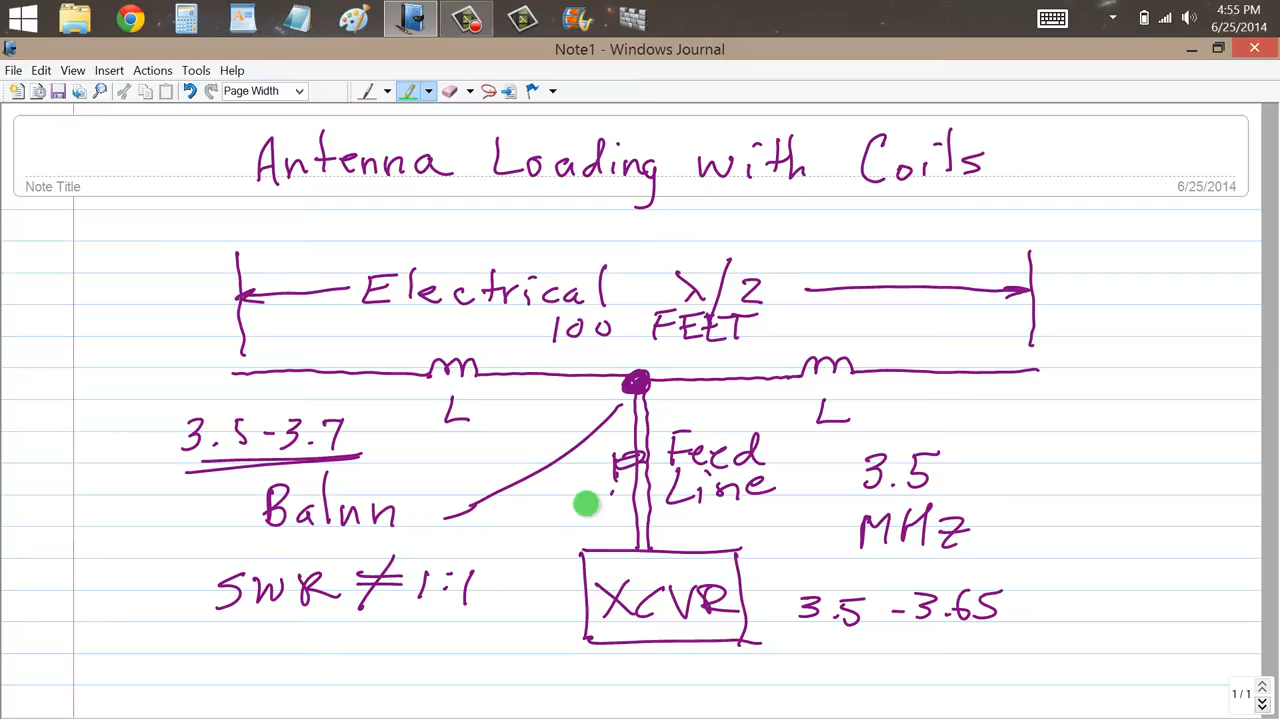 4:55 PM
6/25/2014
Note1 - Windows Journal
File Edit View Insert Actions Tools Help
Page Width
Antenna Loading with Coils
Note Title
6/25/2014
Electrical λ/2
100 FEET
L
L
3.5-3.7
Feed
Line
3.5
MHz
Balun
SWR ≠ 1:1
XCVR
3.5 - 3.65
1/1